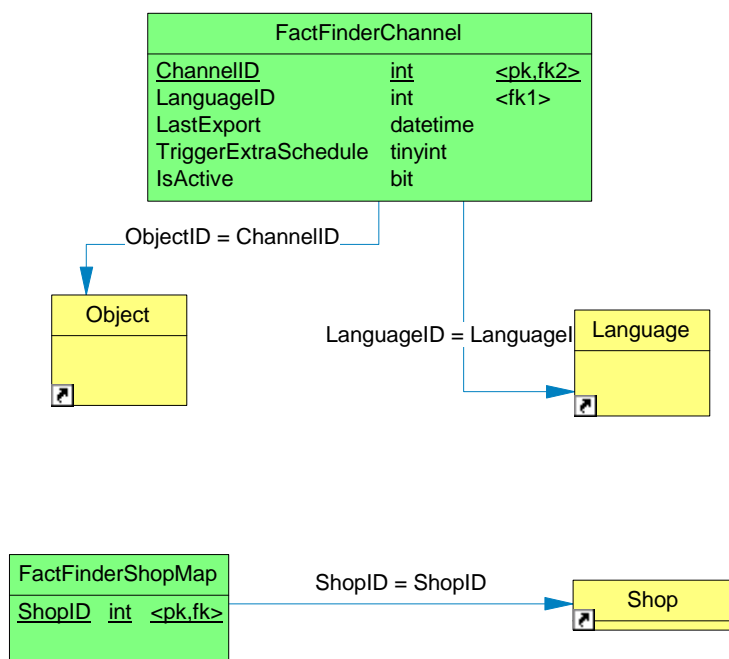 FactFinderChannel
ChannelID int <pk,fk2>
LanguageID int <fk1>
LastExport datetime
TriggerExtraSchedule tinyint
IsActive bit
ObjectID = ChannelID
Object
LanguageID = LanguageI
Language
FactFinderShopMap
ShopID int <pk,fk>
ShopID = ShopID
Shop